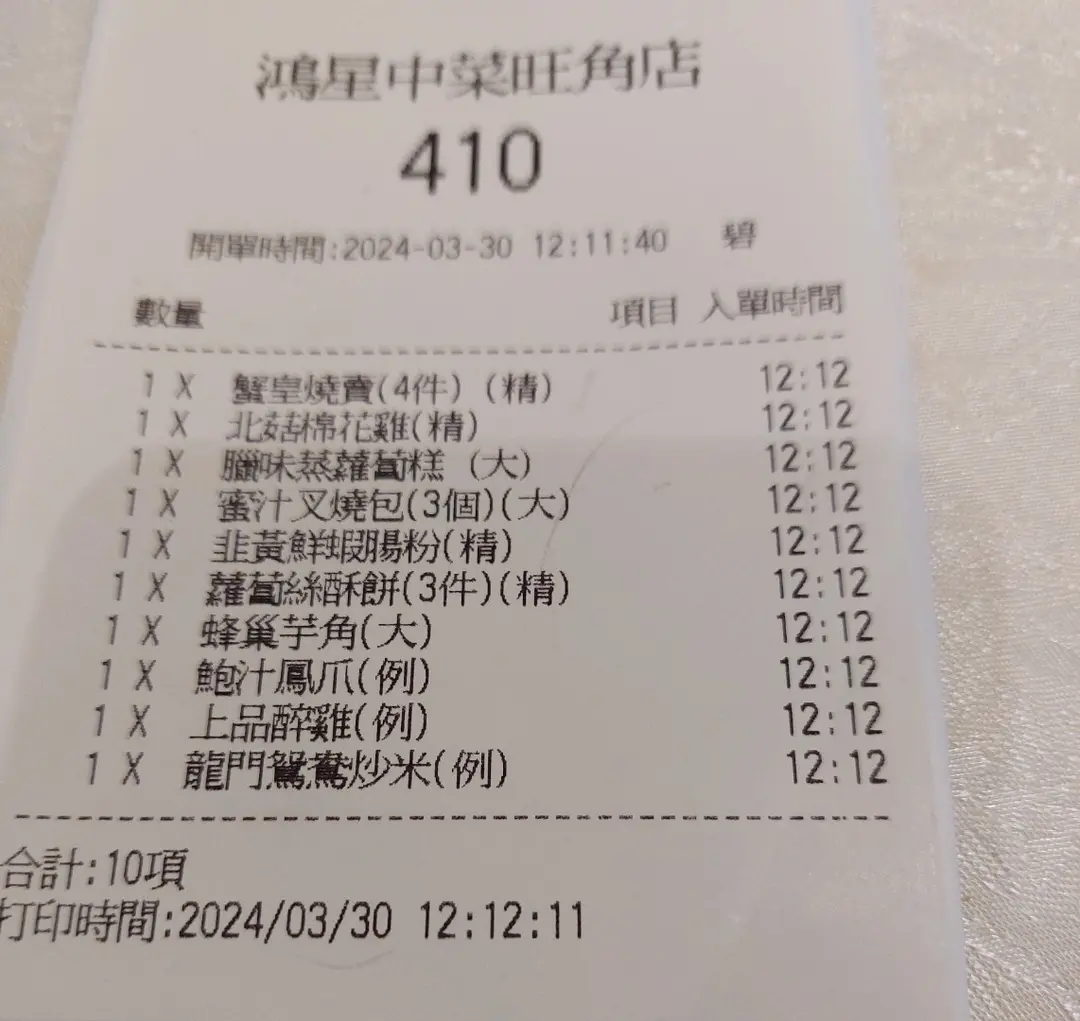 鴻星中菜旺角店
410
開單時間:2024-03-30 12:11:40 碧
數量 項目 入單時間
1 X 蟹皇燒賣(4件) (精) 12:12
1 X 北菇棉花雞(精) 12:12
1 X 臘味蒸蘿蔔糕 (大) 12:12
1 X 蜜汁叉燒包(3個)(大) 12:12
1 X 韭黃鮮蝦腸粉(精) 12:12
1 X 蘿蔔絲酥餅(3件)(精) 12:12
1 X 蜂巢芋角(大) 12:12
1 X 鮑汁鳳爪(例) 12:12
1 X 上品醉雞(例) 12:12
1 X 龍門鴛鴦炒米(例) 12:12
合計:10項
打印時間:2024/03/30 12:12:11